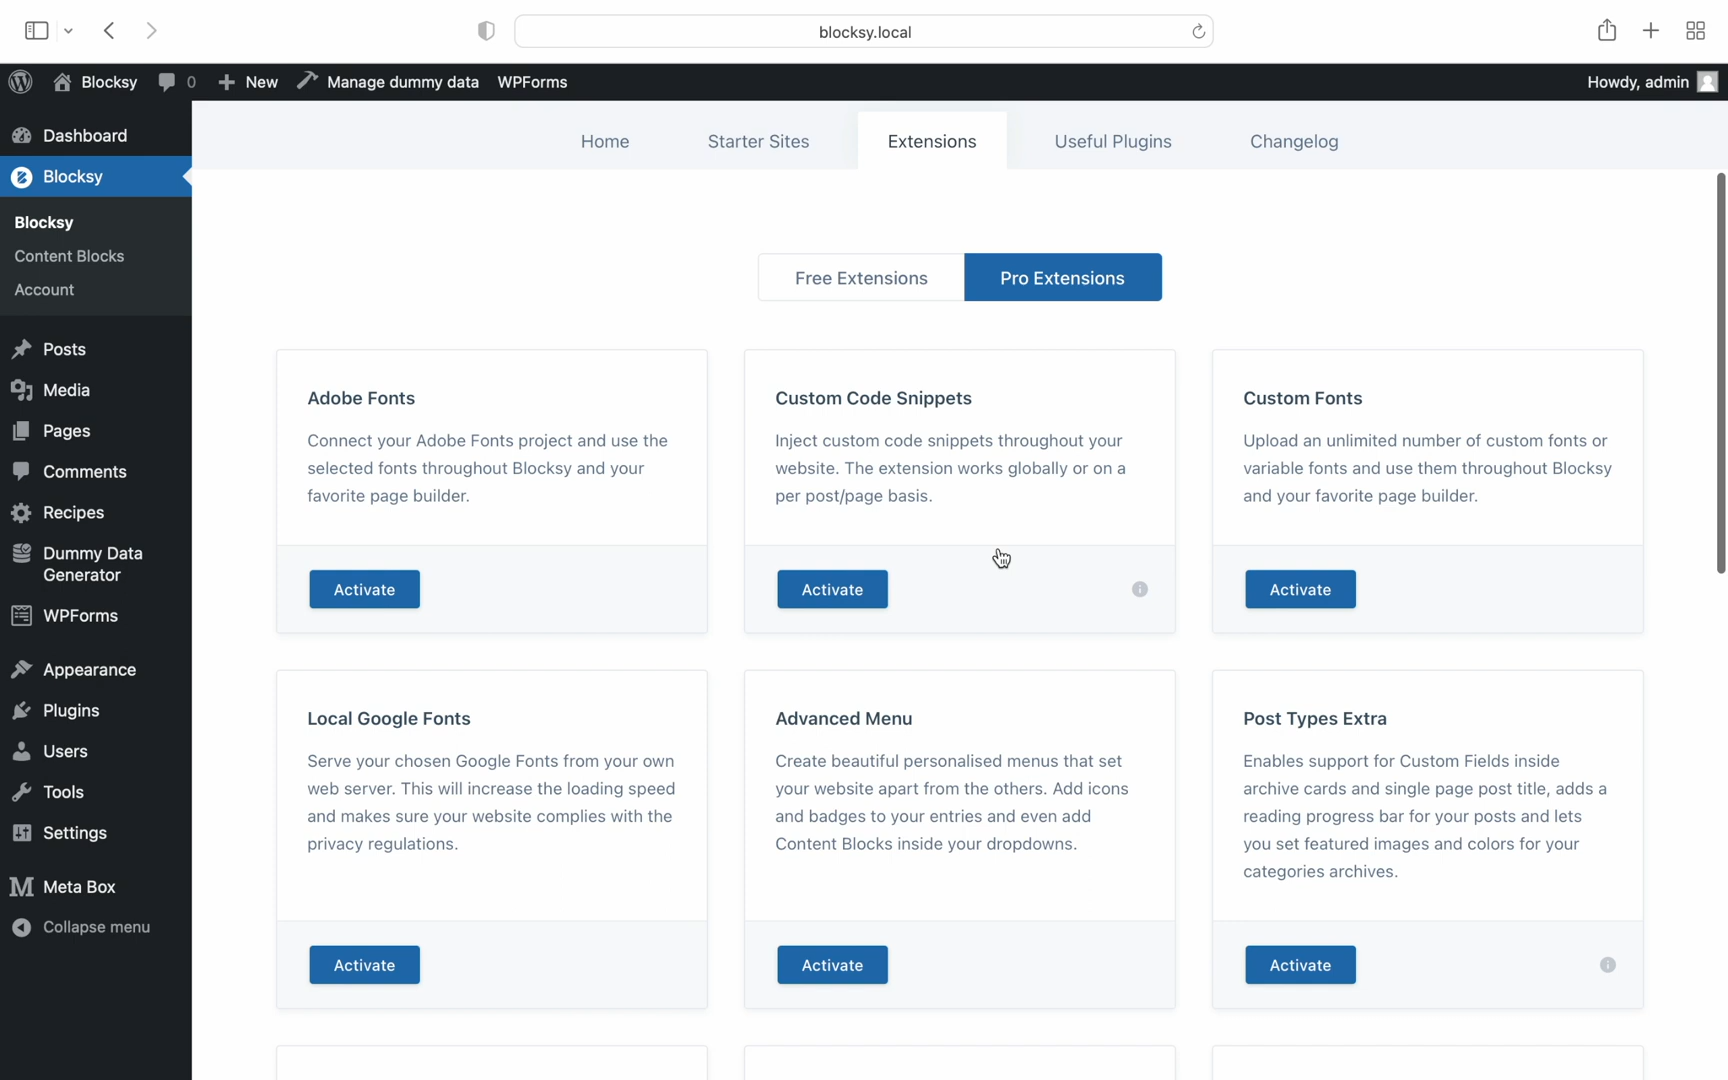 blocksy.local
Blocksy
0
New
Manage dummy data
WPForms
Howdy, admin
Dashboard
Blocksy
Blocksy
Content Blocks
Account
Posts
Media
Pages
Comments
Recipes
Dummy Data
Generator
WPForms
Appearance
Plugins
Users
Tools
Settings
Meta Box
Collapse menu
Home
Starter Sites
Extensions
Useful Plugins
Changelog
Free Extensions
Pro Extensions
Adobe Fonts
Connect your Adobe Fonts project and use the
selected fonts throughout Blocksy and your
favorite page builder.
Activate
Custom Code Snippets
Inject custom code snippets throughout your
website. The extension works globally or on a
per post/page basis.
Activate
Custom Fonts
Upload an unlimited number of custom fonts or
variable fonts and use them throughout Blocksy
and your favorite page builder.
Activate
Local Google Fonts
Serve your chosen Google Fonts from your own
web server. This will increase the loading speed
and makes sure your website complies with the
privacy regulations.
Activate
Advanced Menu
Create beautiful personalised menus that set
your website apart from the others. Add icons
and badges to your entries and even add
Content Blocks inside your dropdowns.
Activate
Post Types Extra
Enables support for Custom Fields inside
archive cards and single page post title, adds a
reading progress bar for your posts and lets
you set featured images and colors for your
categories archives.
Activate